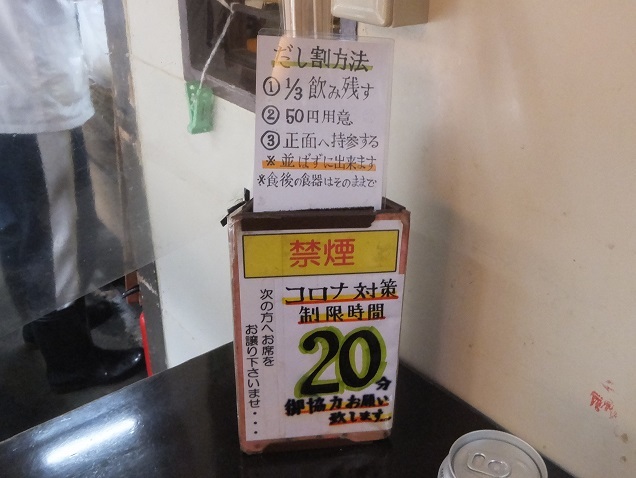 だし割方法
① 1/3 飲み残す
② 50円用意
③ 正面へ持参する
※ 並ばずに出来ます
※食後の食器はそのままで
禁煙
コロナ対策
制限時間
20分
御協力お願い
致します。
次の方へお席を
お譲り下さいませ・・・